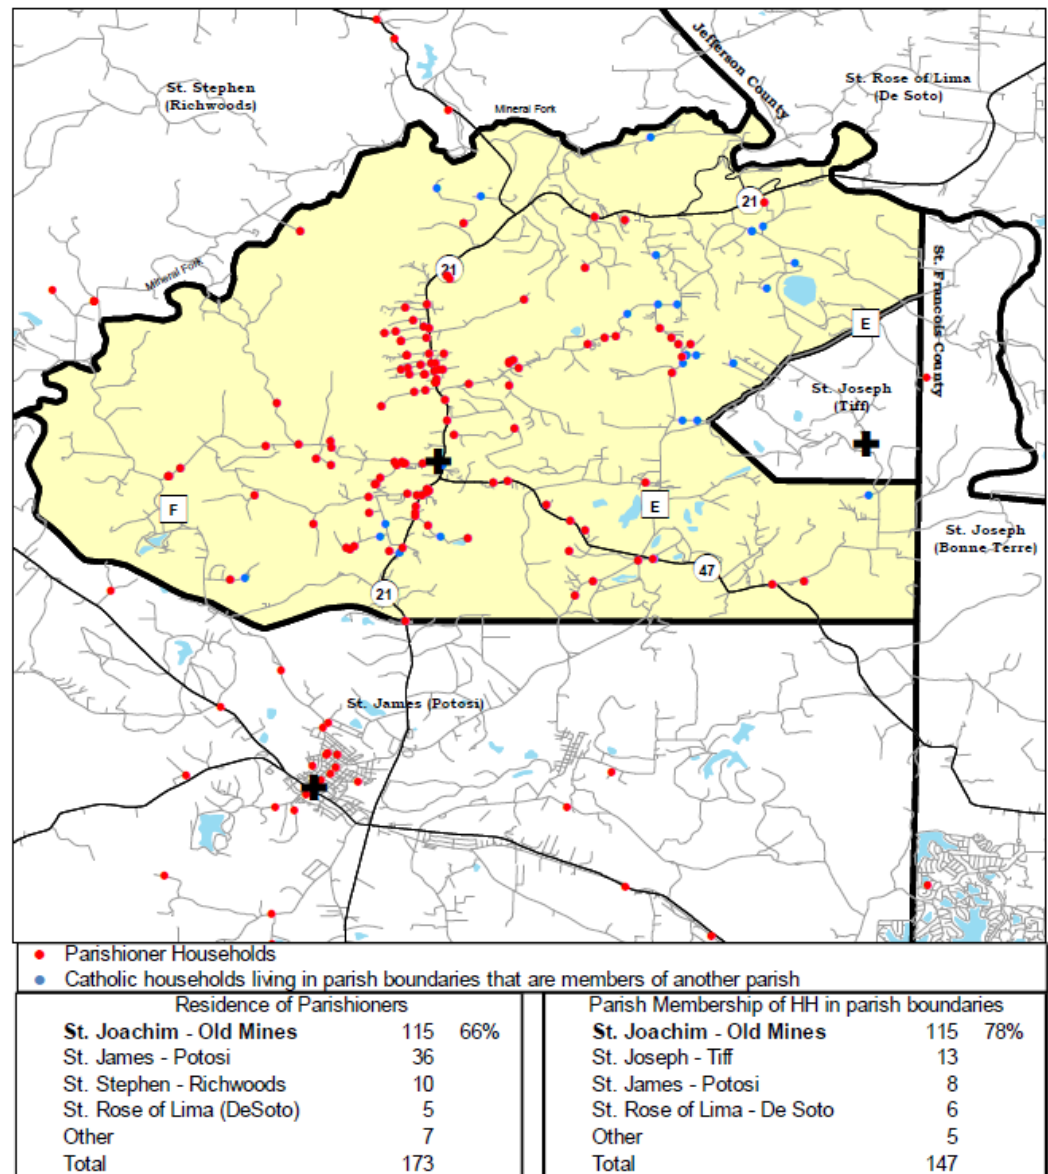 Jefferson County
St. Stephen
(Richwoods)
St. Rose of Lima
(De Soto)
Mineral Fork
21
Mineral Fork
21
St. Francois County
E
St. Joseph
(Tiff)
F
E
St. Joseph
(Bonne Terre)
47
21
St. James (Potosi)
Parishioner Households
Catholic households living in parish boundaries that are members of another parish
Residence of Parishioners
St. Joachim - Old Mines 115 66%
St. James - Potosi 36
St. Stephen - Richwoods 10
St. Rose of Lima (DeSoto) 5
Other 7
Total 173
Parish Membership of HH in parish boundaries
St. Joachim - Old Mines 115 78%
St. Joseph - Tiff 13
St. James - Potosi 8
St. Rose of Lima - De Soto 6
Other 5
Total 147